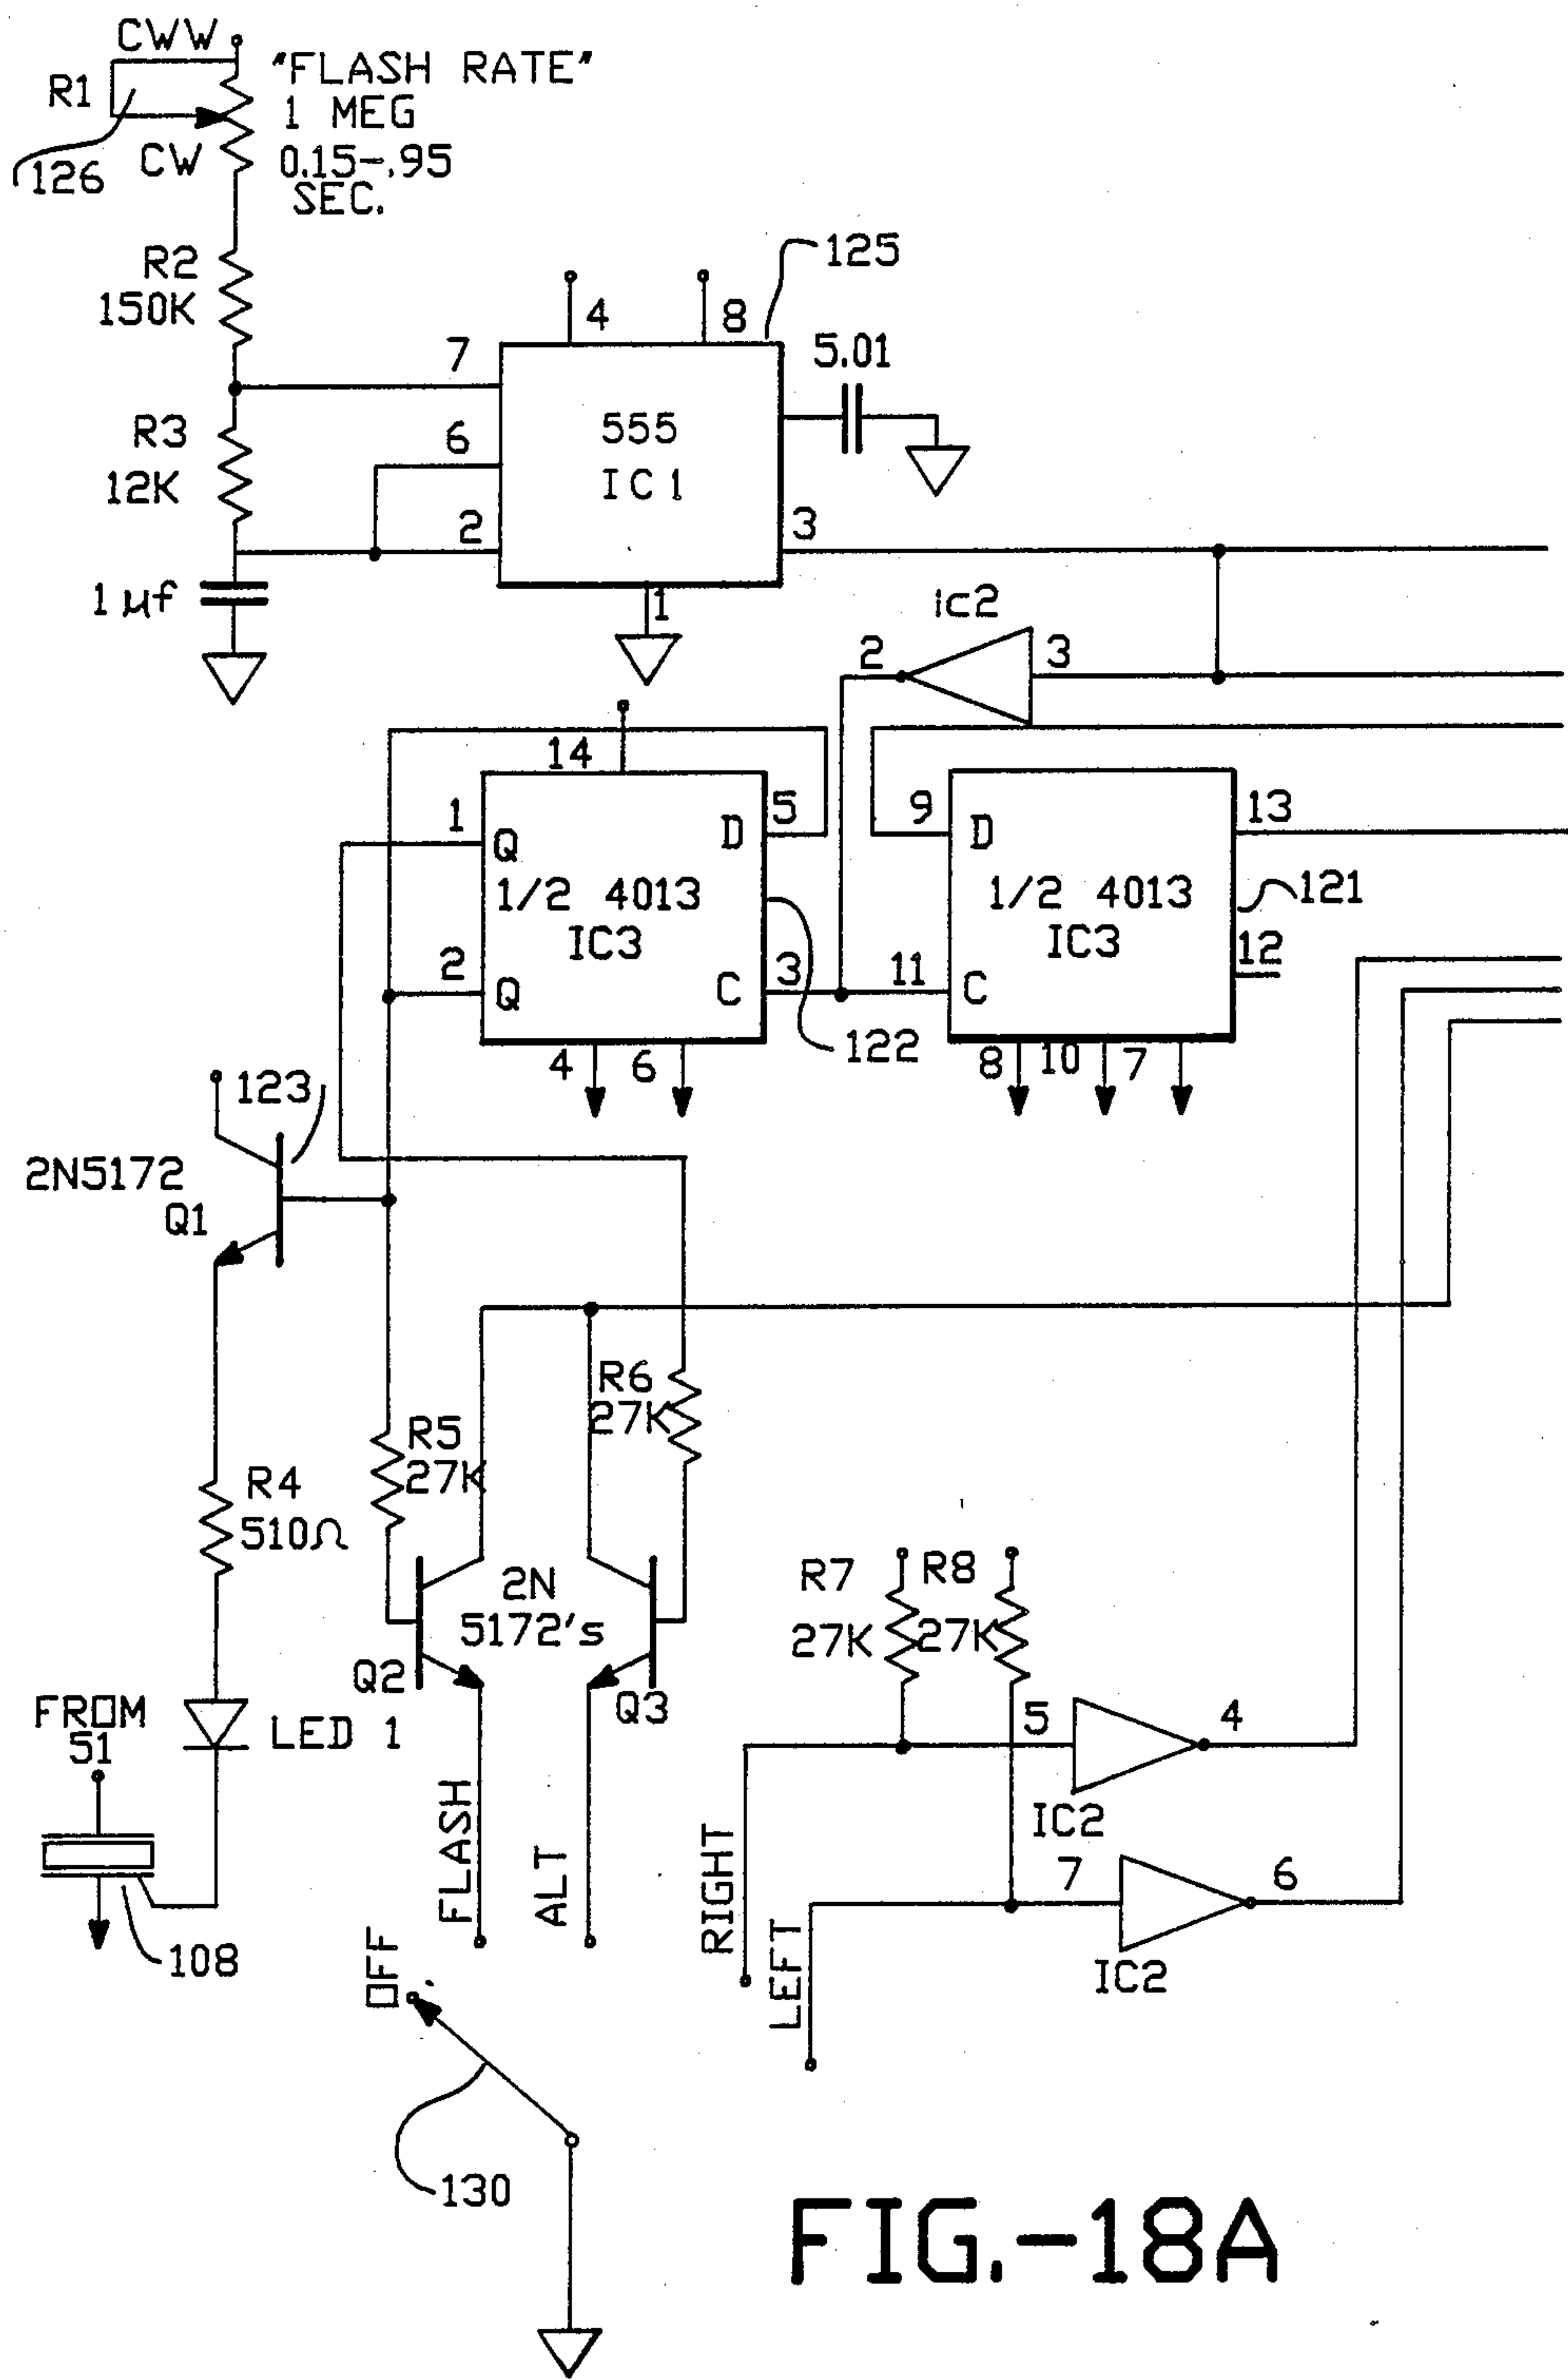 CWW
R1
"FLASH RATE"
1 MEG
0.15-.95
SEC.
126
CW
R2
150K
125
4
8
7
5.01
R3
12K
6
555
IC1
2
3
1 µf
1
ic2
2
3
14
1
Q
D
5
9
D
13
1/2 4013
IC3
1/2 4013
IC3
121
12
2
Q
C
3
11
C
122
4
6
8
10
7
123
2N5172
Q1
R6
27K
R5
27K
R4
510Ω
2N
5172's
R7
27K
R8
27K
Q2
Q3
FROM
51
LED 1
5
4
IC2
FLASH
ALT
RIGHT
LEFT
7
6
IC2
108
OFF
130
FIG.-18A